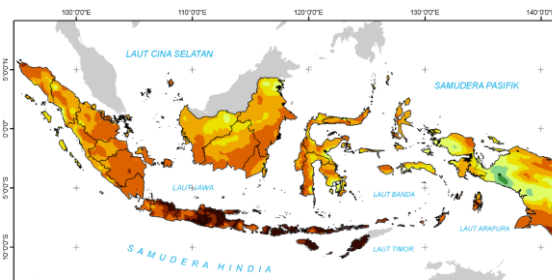 100°0'0"E 110°0'0"E 120°0'0"E 130°0'0"E 140°0'0"E
LAUT CINA SELATAN
SAMUDERA PASIFIK
5°0'0"N
0°0'0"
5°0'0"S
10°0'0"S
LAUT JAWA
LAUT BANDA
LAUT ARAFURA
LAUT TIMOR
SAMUDERA HINDIA